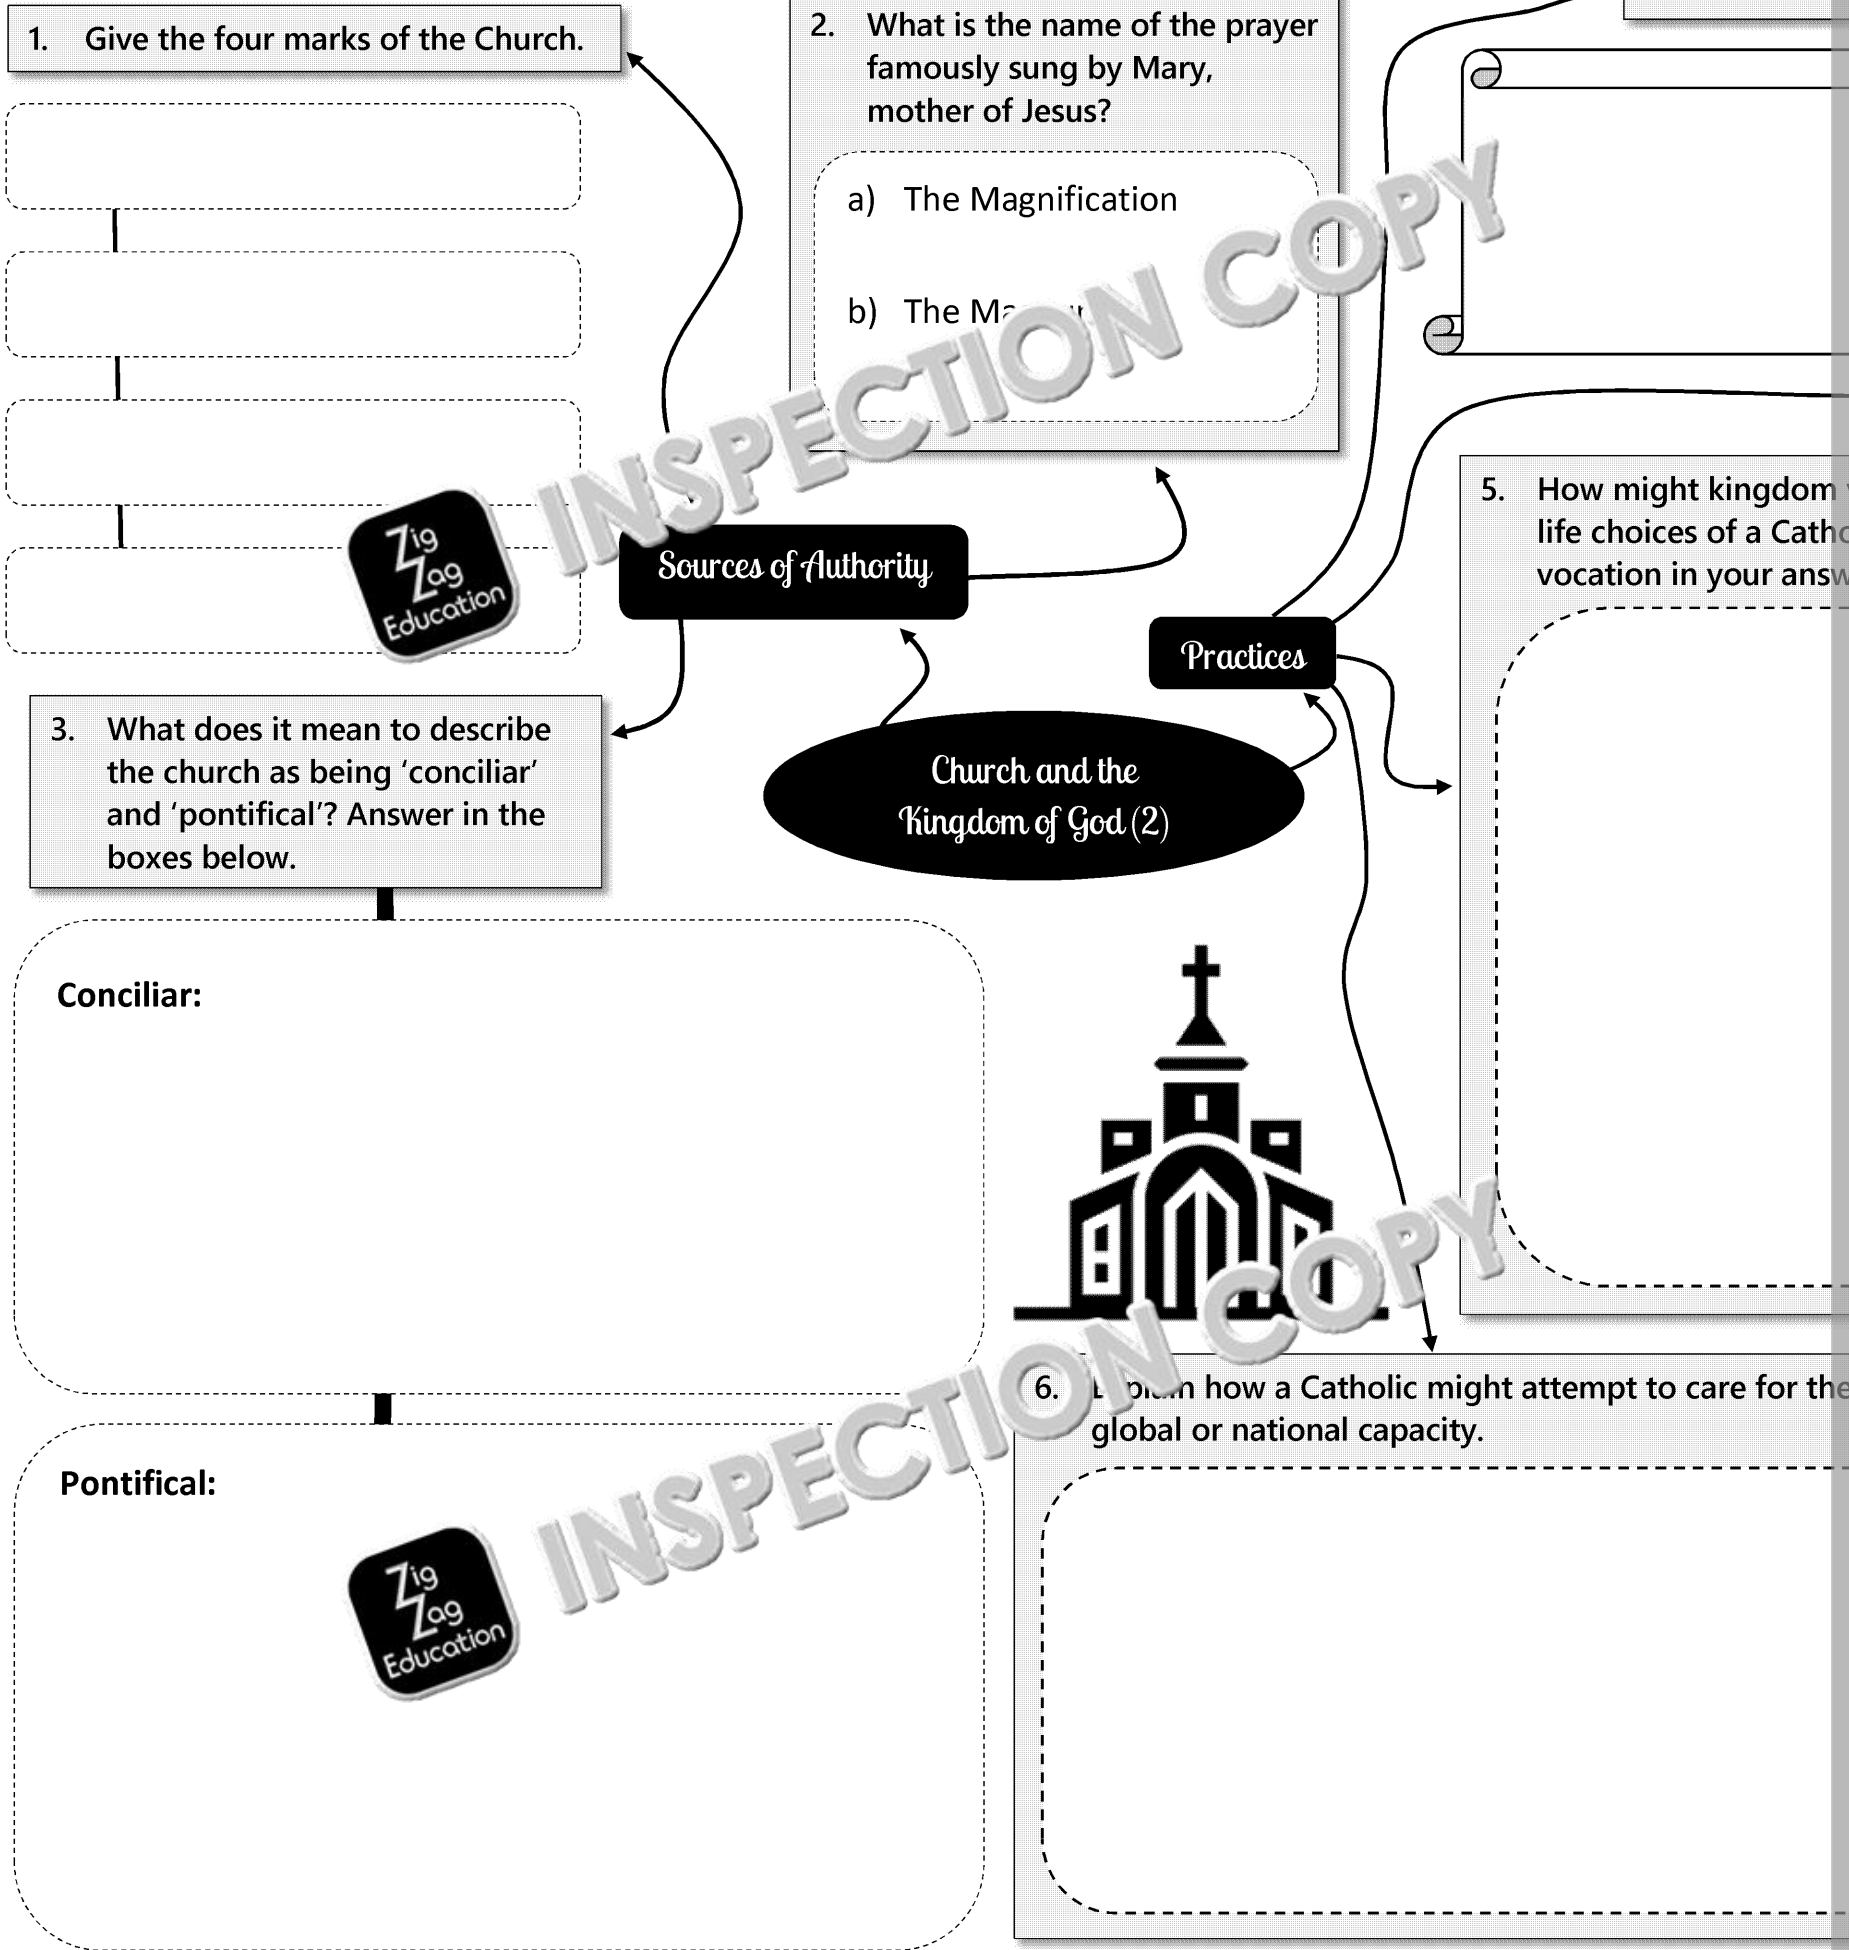 1. Give the four marks of the Church.
2. What is the name of the prayer
famously sung by Mary,
mother of Jesus?
a) The Magnification
b) The
INSPECTION COPY
Zig
Zag
Education
Sources of Authority
Practices
Church and the
Kingdom of God (2)
3. What does it mean to describe
the church as being ‘conciliar’
and ‘pontifical’? Answer in the
boxes below.
Conciliar:
Pontifical:
5. How might kingdom
life choices of a
vocation in your
6. Explain how a Catholic might attempt to care for the
global or national capacity.
INSPECTION COPY
Zig
Zag
Education